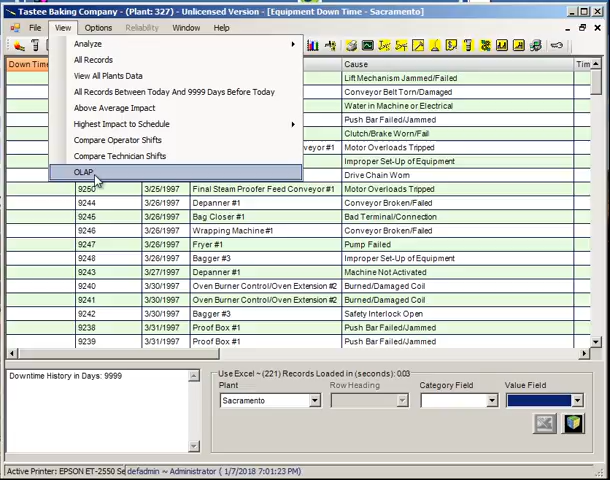 Tastee Baking Company - (Plant: 327) - Unlicensed Version - [Equipment Down Time - Sacramento]
File View Options Reliability Window Help
Analyze
All Records
View All Plants Data
All Records Between Today And 9999 Days Before Today
Above Average Impact
Highest Impact to Schedule
Compare Operator Shifts
Compare Technician Shifts
OLAP
Down Time
Cause
Tim
Lift Mechanism Jammed/Failed
Conveyor Belt Torn/Failed
Water in Machine or Electrical
Push Bar Failed/Jammed
Clutch/Brake Worn/Fail
Motor Overloads Tripped
Improper Set-Up of Equipment
Drive Chain Worn
9250 3/25/1997 Final Steam Proofer Feed Conveyor #1 Motor Overloads Tripped
9244 3/25/1997 Depanner #1 Conveyor Broken/Failed
9245 3/25/1997 Bag Closer #1 Bad Terminal/Connection
9246 3/25/1997 Wrapping Machine #1 Conveyor Broken/Failed
9247 3/25/1997 Fryer #1 Pump Failed
9248 3/25/1997 Bagger #3 Improper Set-Up of Equipment
9243 3/27/1997 Depanner #1 Machine Not Activated
9240 3/30/1997 Oven Burner Control/Oven Extension #2 Burned/Damaged Coil
9241 3/30/1997 Oven Burner Control/Oven Extension #1 Burned/Damaged Coil
9242 3/30/1997 Bagger #3 Safety Interlock Open
9238 3/31/1997 Proof Box #1 Push Bar Failed/Jammed
9239 3/31/1997 Proof Box #1 Push Bar Failed/Jammed
Downtime History in Days: 9999
Use Excel ~ (221) Records Loaded in (seconds): 0.03
Plant Row Heading Category Field Value Field
Sacramento
Active Printer: EPSON ET-2550 Se defadmin ~ Administrator ( 1/7/2018 7:01:23 PM)